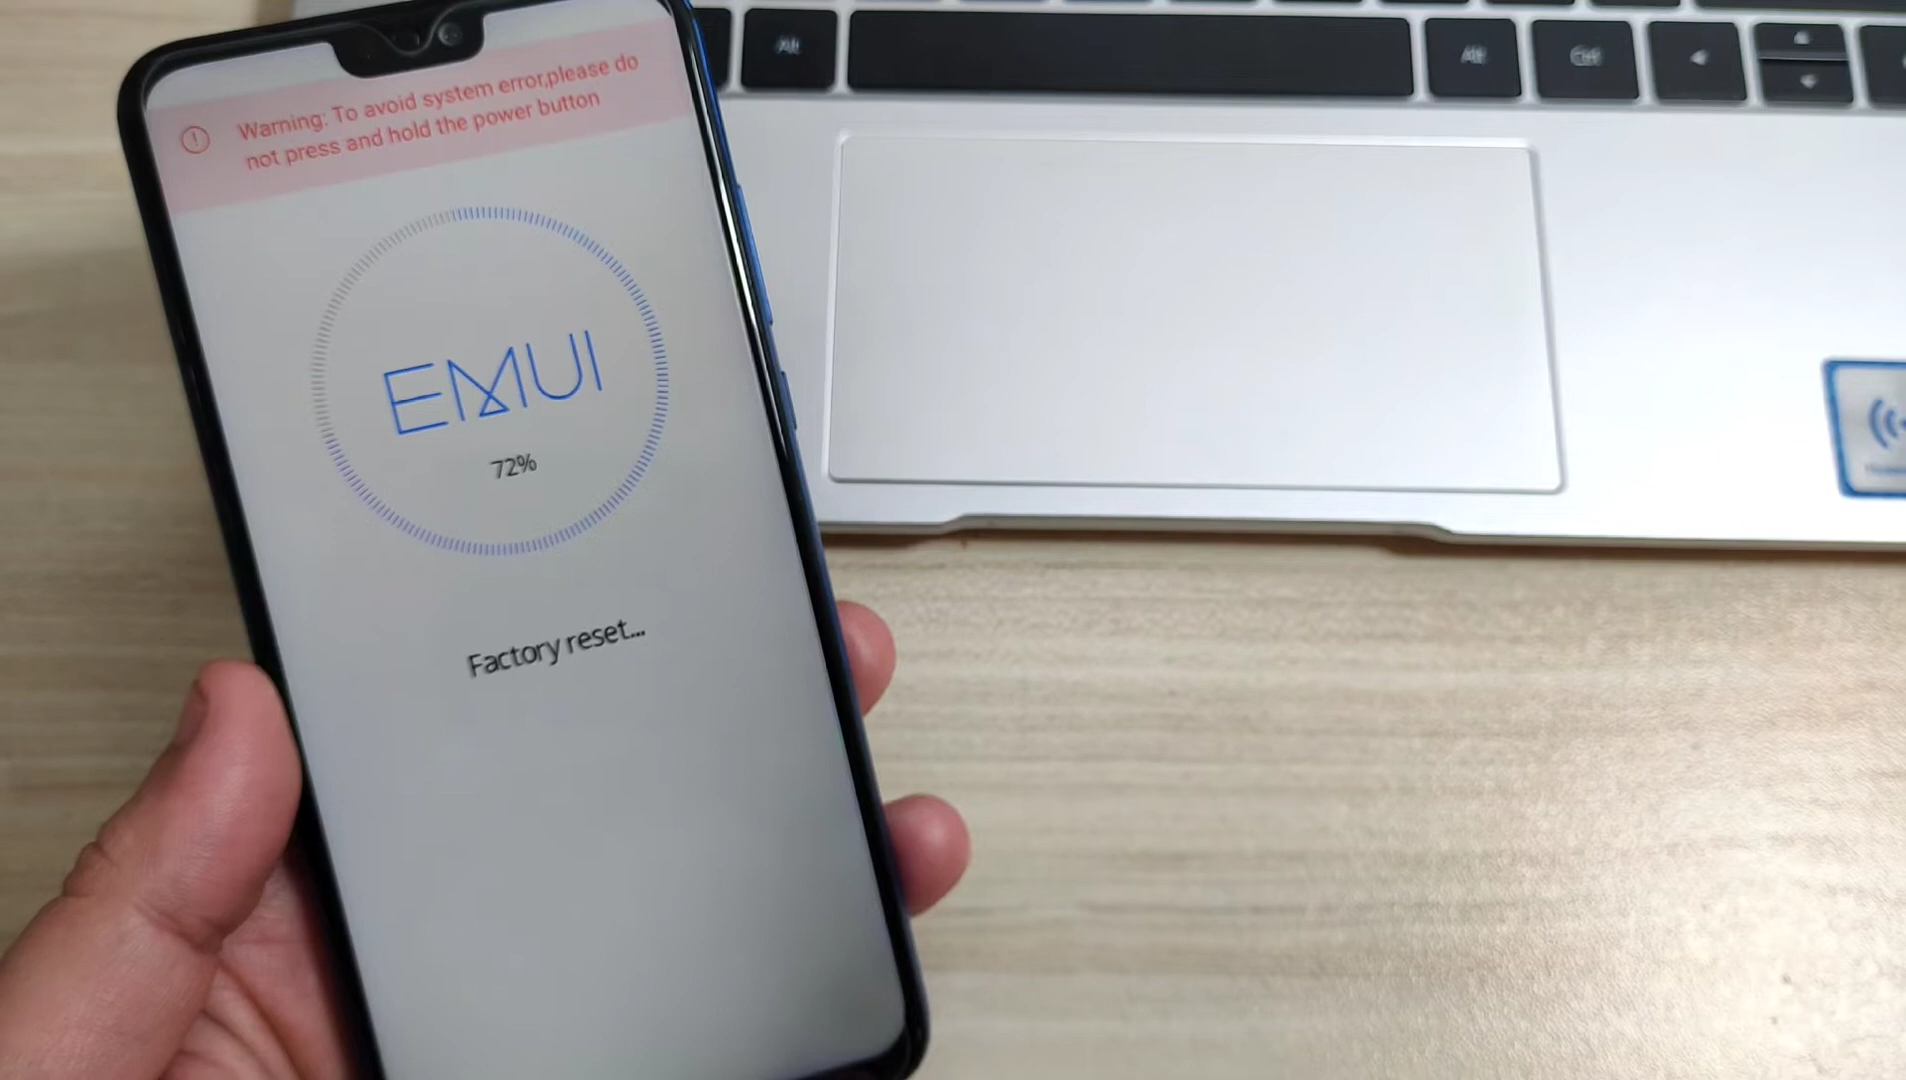 Warning: To avoid system error,please do
not press and hold the power button
EMUI
72%
Factory reset...
Alt
Alt
Ctrl